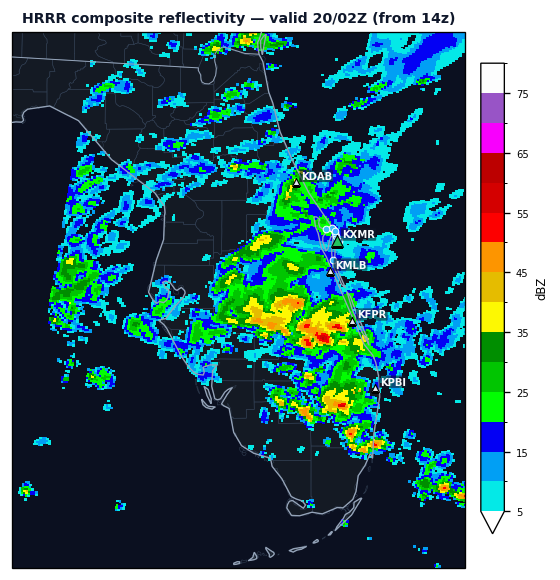 HRRR composite reflectivity — valid 20/02Z (from 14z)
KDAB
KXMR
KMLB
KFPR
KPBI
75
65
55
45
35
25
15
5
dBZ